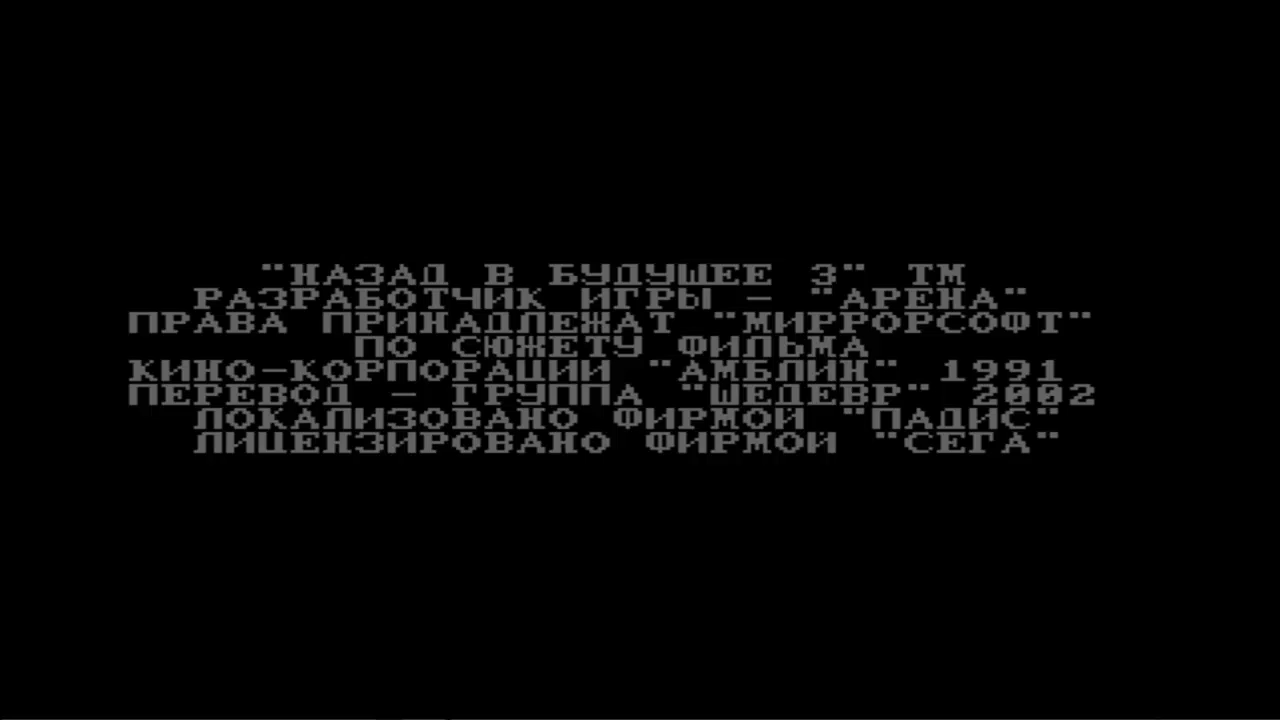 "НАЗАД В БУДУШЕЕ 3" ТМ
РАЗРАБОТЧИК ИГРЫ - "АРЕНА"
ПРАВА ПРИНАДЛЕЖАТ "МИРРОРСОФТ"
ПО СЮЖЕТУ ФИЛЬМА
КИНО-КОРПОРАЦИИ "АМБЛИН" 1991
ПЕРЕВОД - ГРУППА "ШЕДЕВР" 2002
ЛОКАЛИЗОВАНО ФИРМОЙ "ПАДИС"
ЛИЦЕНЗИРОВАНО ФИРМОЙ "СЕГА"